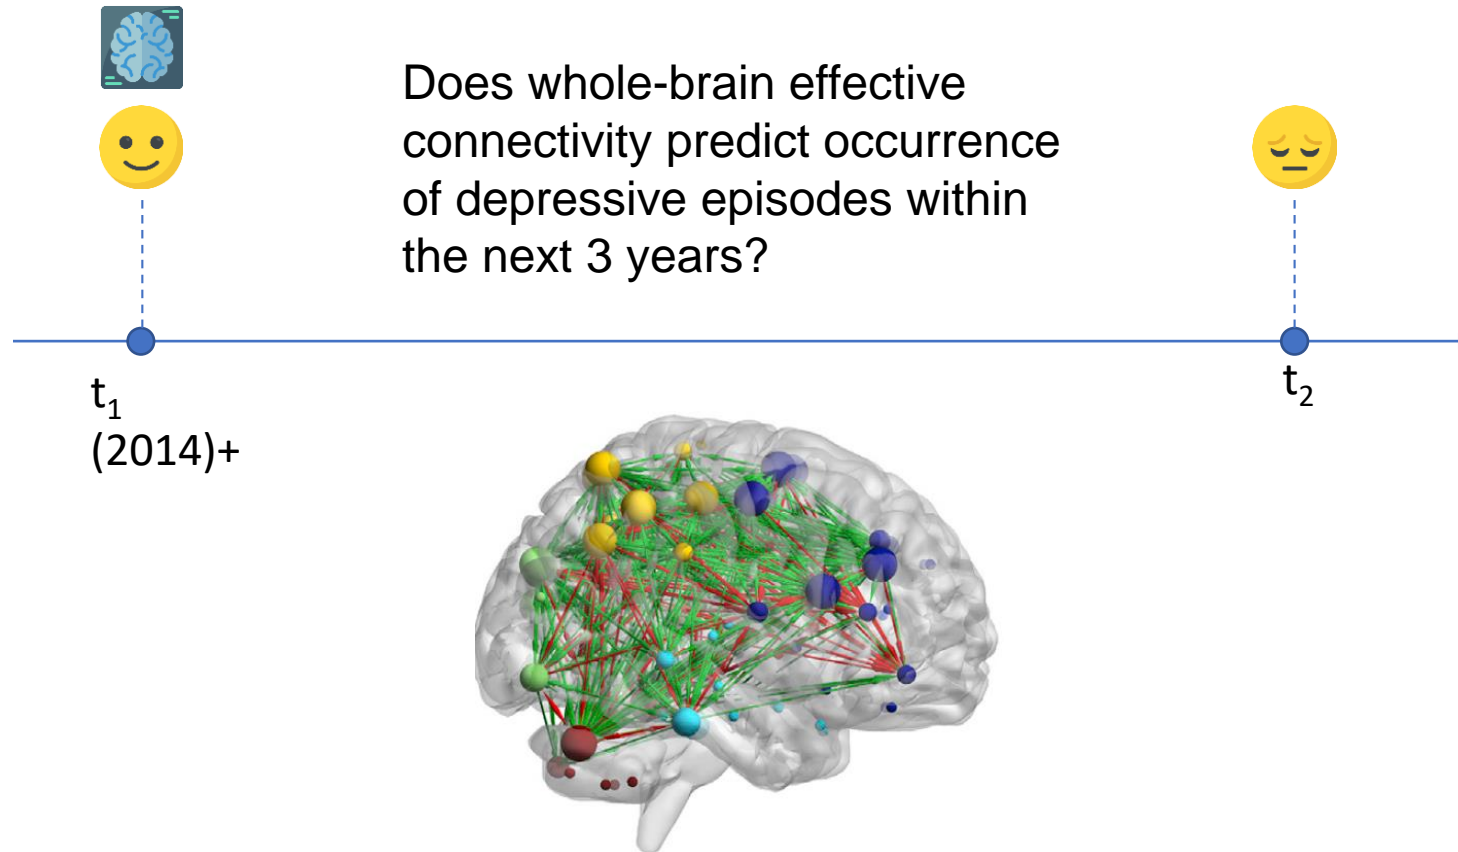 Does whole-brain effective
connectivity predict occurrence
of depressive episodes within
the next 3 years?
t₁
(2014)+
t₂